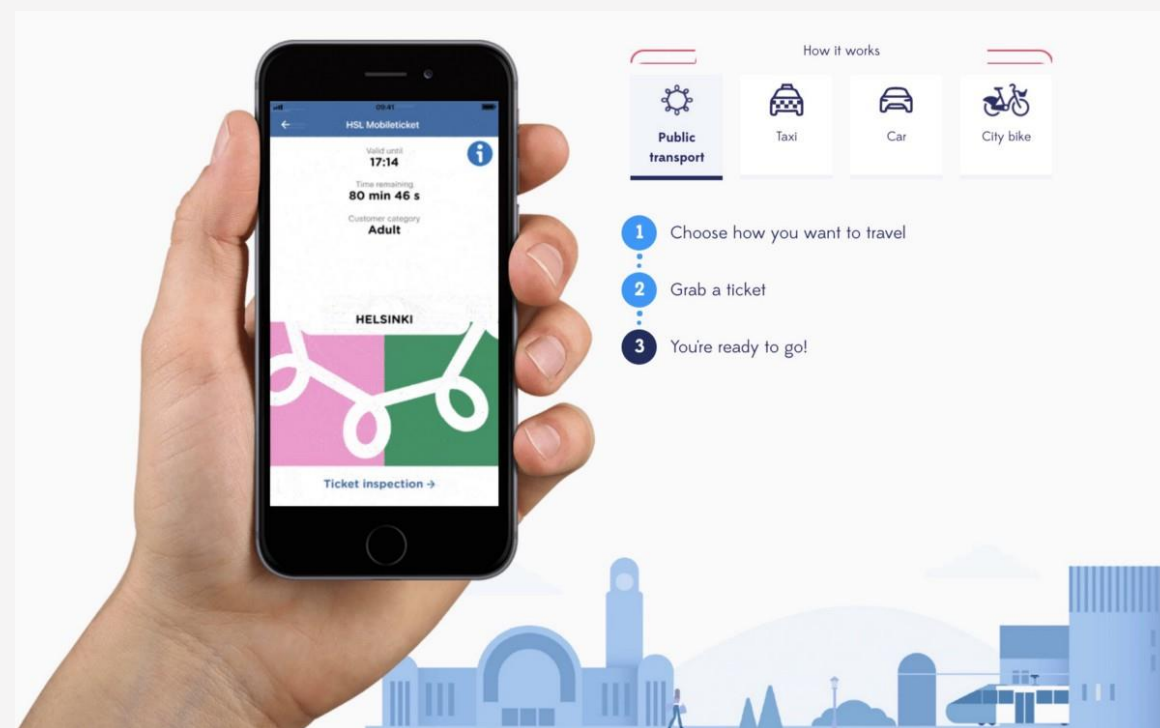 09:41
HSL Mobileticket
Valid until
17:14
Time remaining
80 min 46 s
Customer category
Adult
HELSINKI
Ticket inspection →
How it works
Public
transport
Taxi
Car
City bike
1 Choose how you want to travel
2 Grab a ticket
3 You're ready to go!